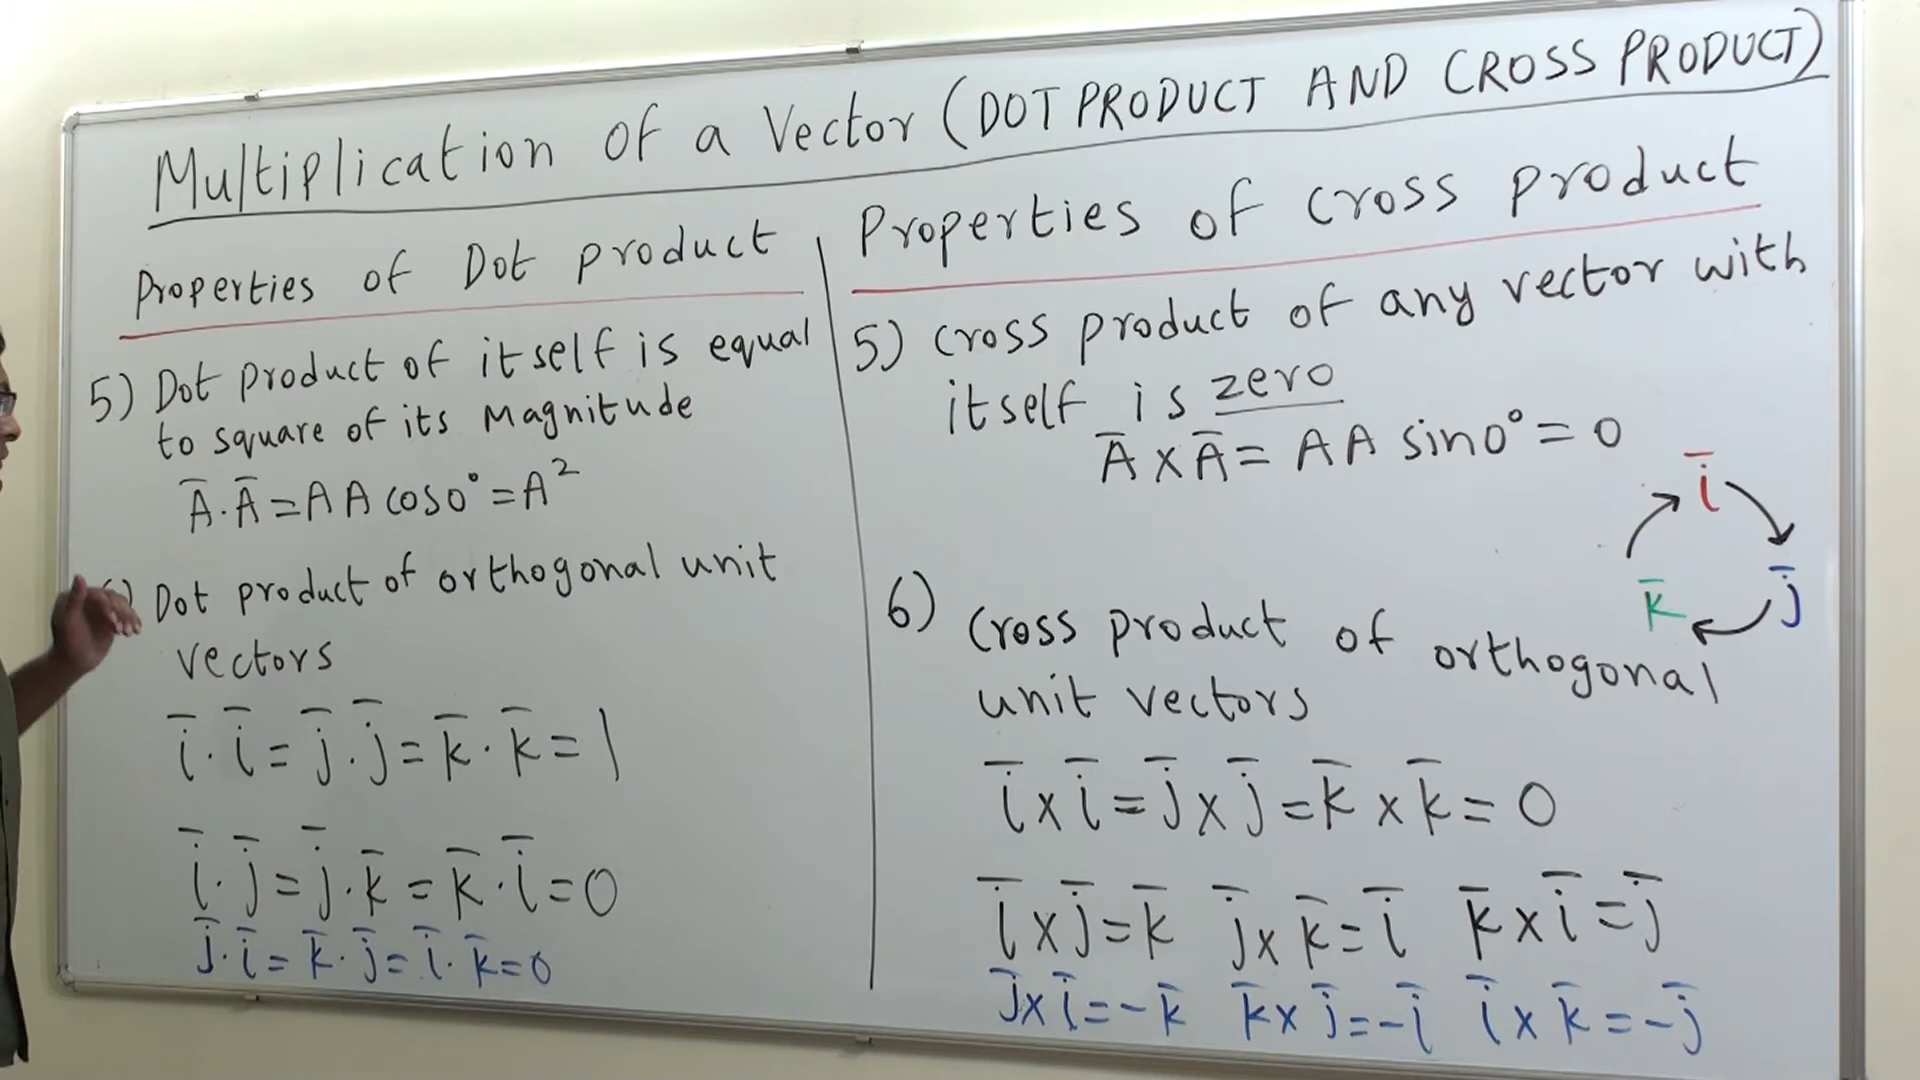 Multiplication of a Vector (DOT PRODUCT AND CROSS PRODUCT)
Properties of Dot product
5) Dot product of itself is equal
to square of its Magnitude
A̅.A̅ = A A cos0° = A²
) Dot product of orthogonal unit
vectors
i̅.i̅ = j̅.j̅ = k̅.k̅ = 1
i̅.j̅ = j̅.k̅ = k̅.i̅ = 0
j̅.i̅ = k̅.j̅ = i̅.k̅ = 0
Properties of cross product
5) cross product of any vector with
itself is zero
A̅ x A̅ = A A sin0° = 0
i̅
k̅ j̅
6) Cross product of orthogonal
unit vectors
i̅ x i̅ = j̅ x j̅ = k̅ x k̅ = 0
i̅ x j̅ = k̅ j̅ x k̅ = i̅ k̅ x i̅ = j̅
j̅ x i̅ = -k̅ k̅ x j̅ = -i̅ i̅ x k̅ = -j̅